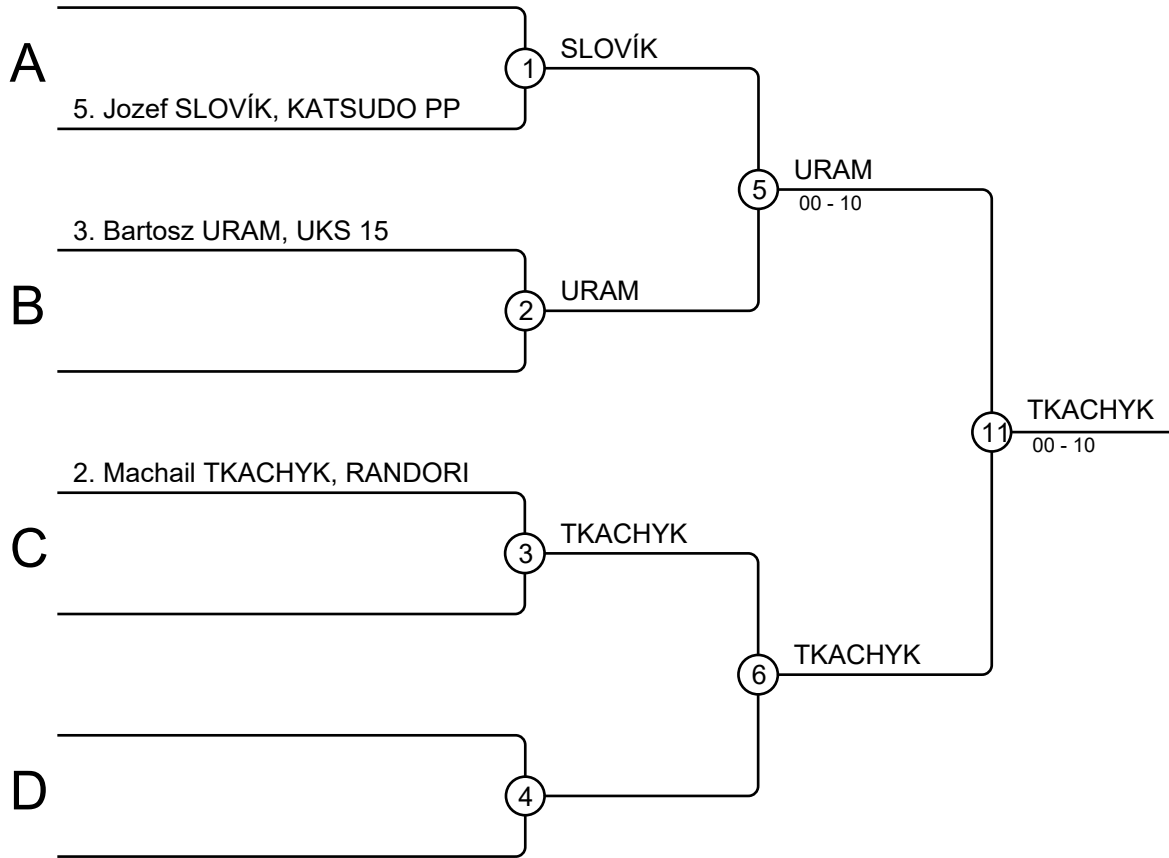 A
1
SLOVÍK
5. Jozef SLOVÍK, KATSUDO PP
5
URAM
00 - 10
3. Bartosz URAM, UKS 15
B
2
URAM
11
TKACHYK
00 - 10
2. Machail TKACHYK, RANDORI
C
3
TKACHYK
6
TKACHYK
D
4